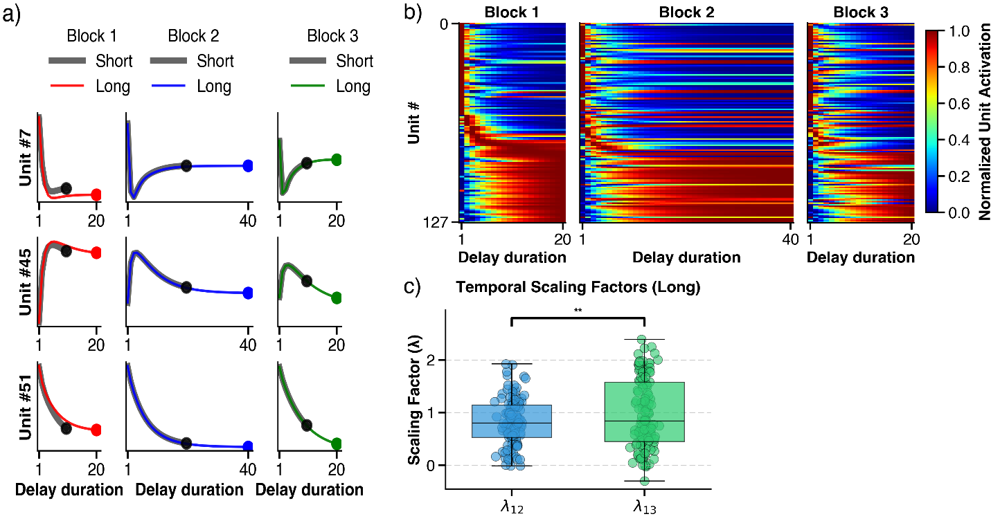 a)
Block 1 Block 2 Block 3
Short Short Short
Long Long Long
Unit #7
1 20 1 40 1 20
Unit #45
1 20 1 40 1 20
Unit #51
1 20 1 40 1 20
Delay duration Delay duration Delay duration
b)
Block 1 Block 2 Block 3
0
Unit #
127
1 20 1 40 1 20
Delay duration Delay duration Delay duration
1.0
0.8
0.6
0.4
0.2
0.0
Normalized Unit Activation
c) Temporal Scaling Factors (Long)
**
Scaling Factor (λ)
2
1
0
λ12 λ13